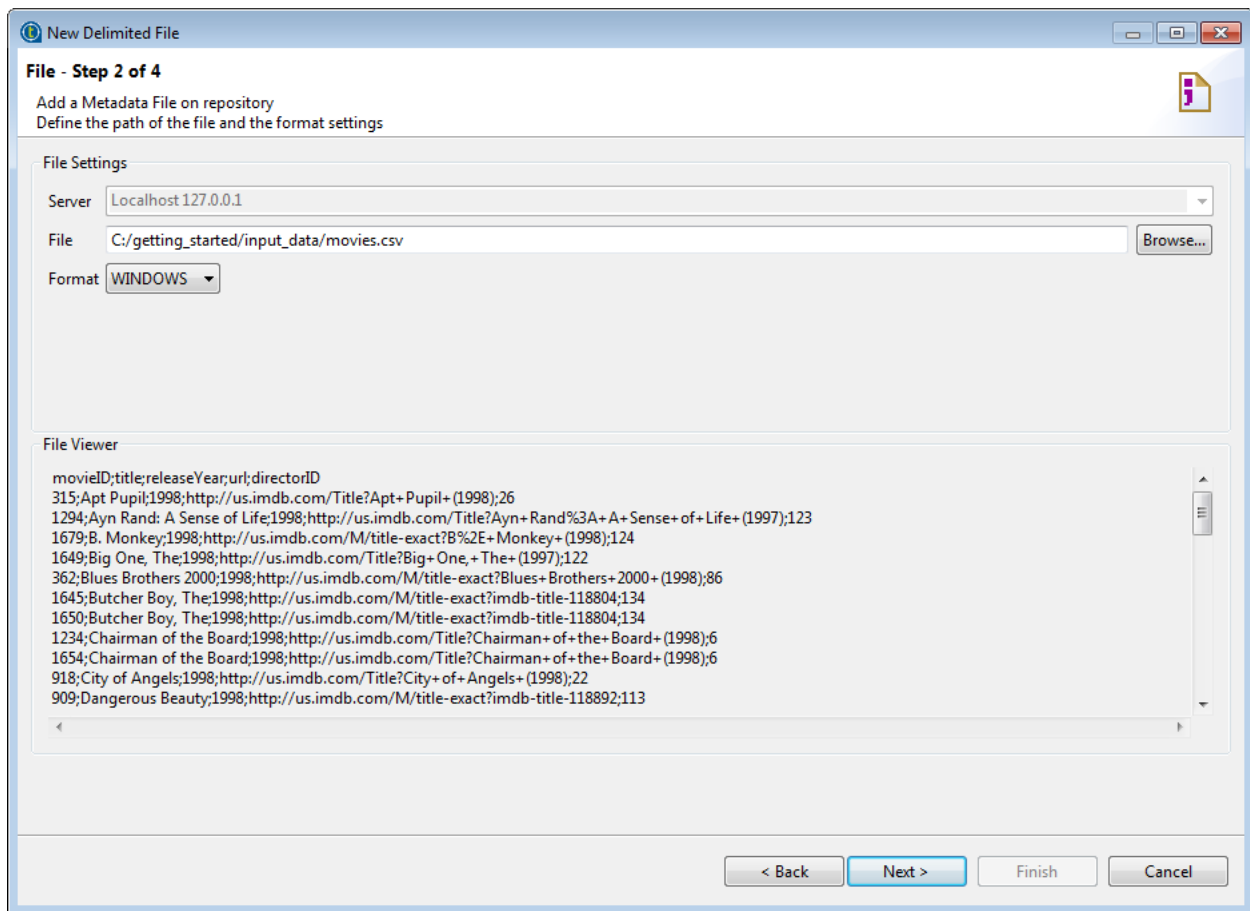 New Delimited File
File - Step 2 of 4
Add a Metadata File on repository
Define the path of the file and the format settings
File Settings
Server Localhost 127.0.0.1
File C:/getting_started/input_data/movies.csv Browse...
Format WINDOWS
File Viewer
movieID;title;releaseYear;url;directorID
315;Apt Pupil;1998;http://us.imdb.com/Title?Apt+Pupil+(1998);26
1294;Ayn Rand: A Sense of Life;1998;http://us.imdb.com/Title?Ayn+Rand%3A+A+Sense+of+Life+(1997);123
1679;B. Monkey;1998;http://us.imdb.com/M/title-exact?B%2E+Monkey+(1998);124
1649;Big One, The;1998;http://us.imdb.com/Title?Big+One,+The+(1997);122
362;Blues Brothers 2000;1998;http://us.imdb.com/M/title-exact?Blues+Brothers+2000+(1998);86
1645;Butcher Boy, The;1998;http://us.imdb.com/M/title-exact?imdb-title-118804;134
1650;Butcher Boy, The;1998;http://us.imdb.com/M/title-exact?imdb-title-118804;134
1234;Chairman of the Board;1998;http://us.imdb.com/Title?Chairman+of+the+Board+(1998);6
1654;Chairman of the Board;1998;http://us.imdb.com/Title?Chairman+of+the+Board+(1998);6
918;City of Angels;1998;http://us.imdb.com/Title?City+of+Angels+(1998);22
909;Dangerous Beauty;1998;http://us.imdb.com/M/title-exact?imdb-title-118892;113
< Back Next > Finish Cancel